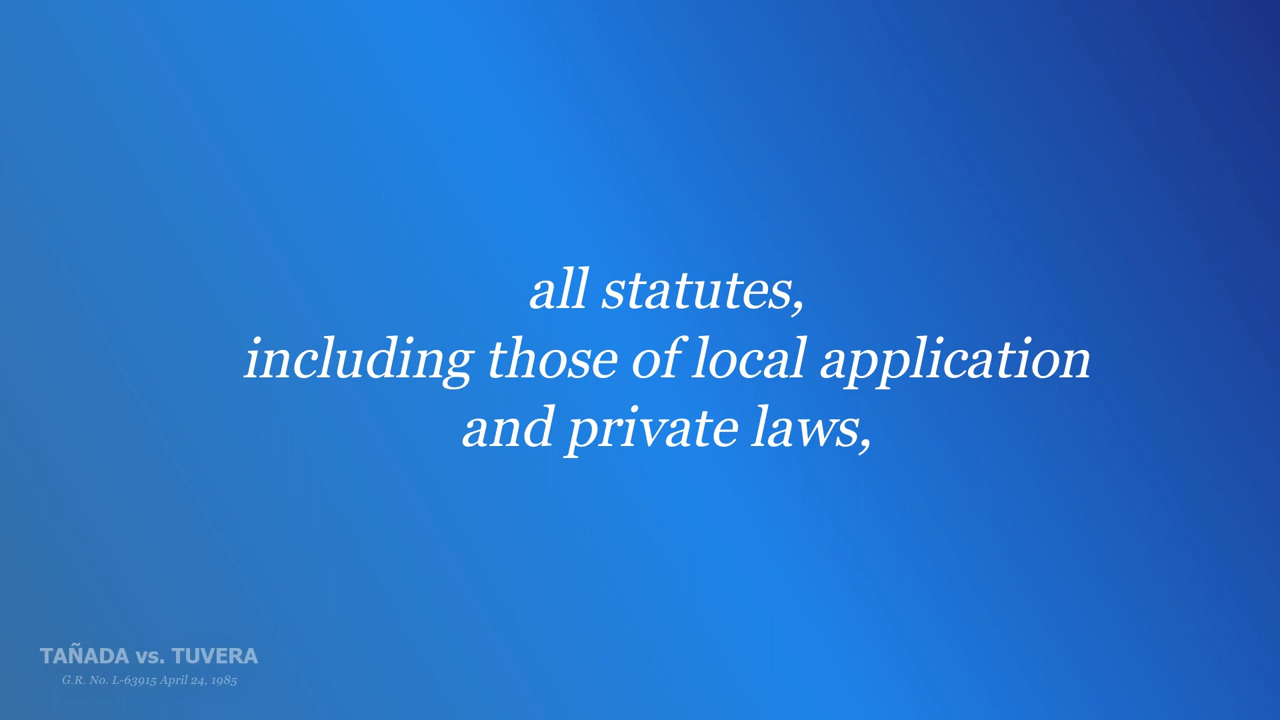 all statutes,
including those of local application
and private laws,
TAÑADA vs. TUVERA
G.R. No. L-63915 April 24, 1985